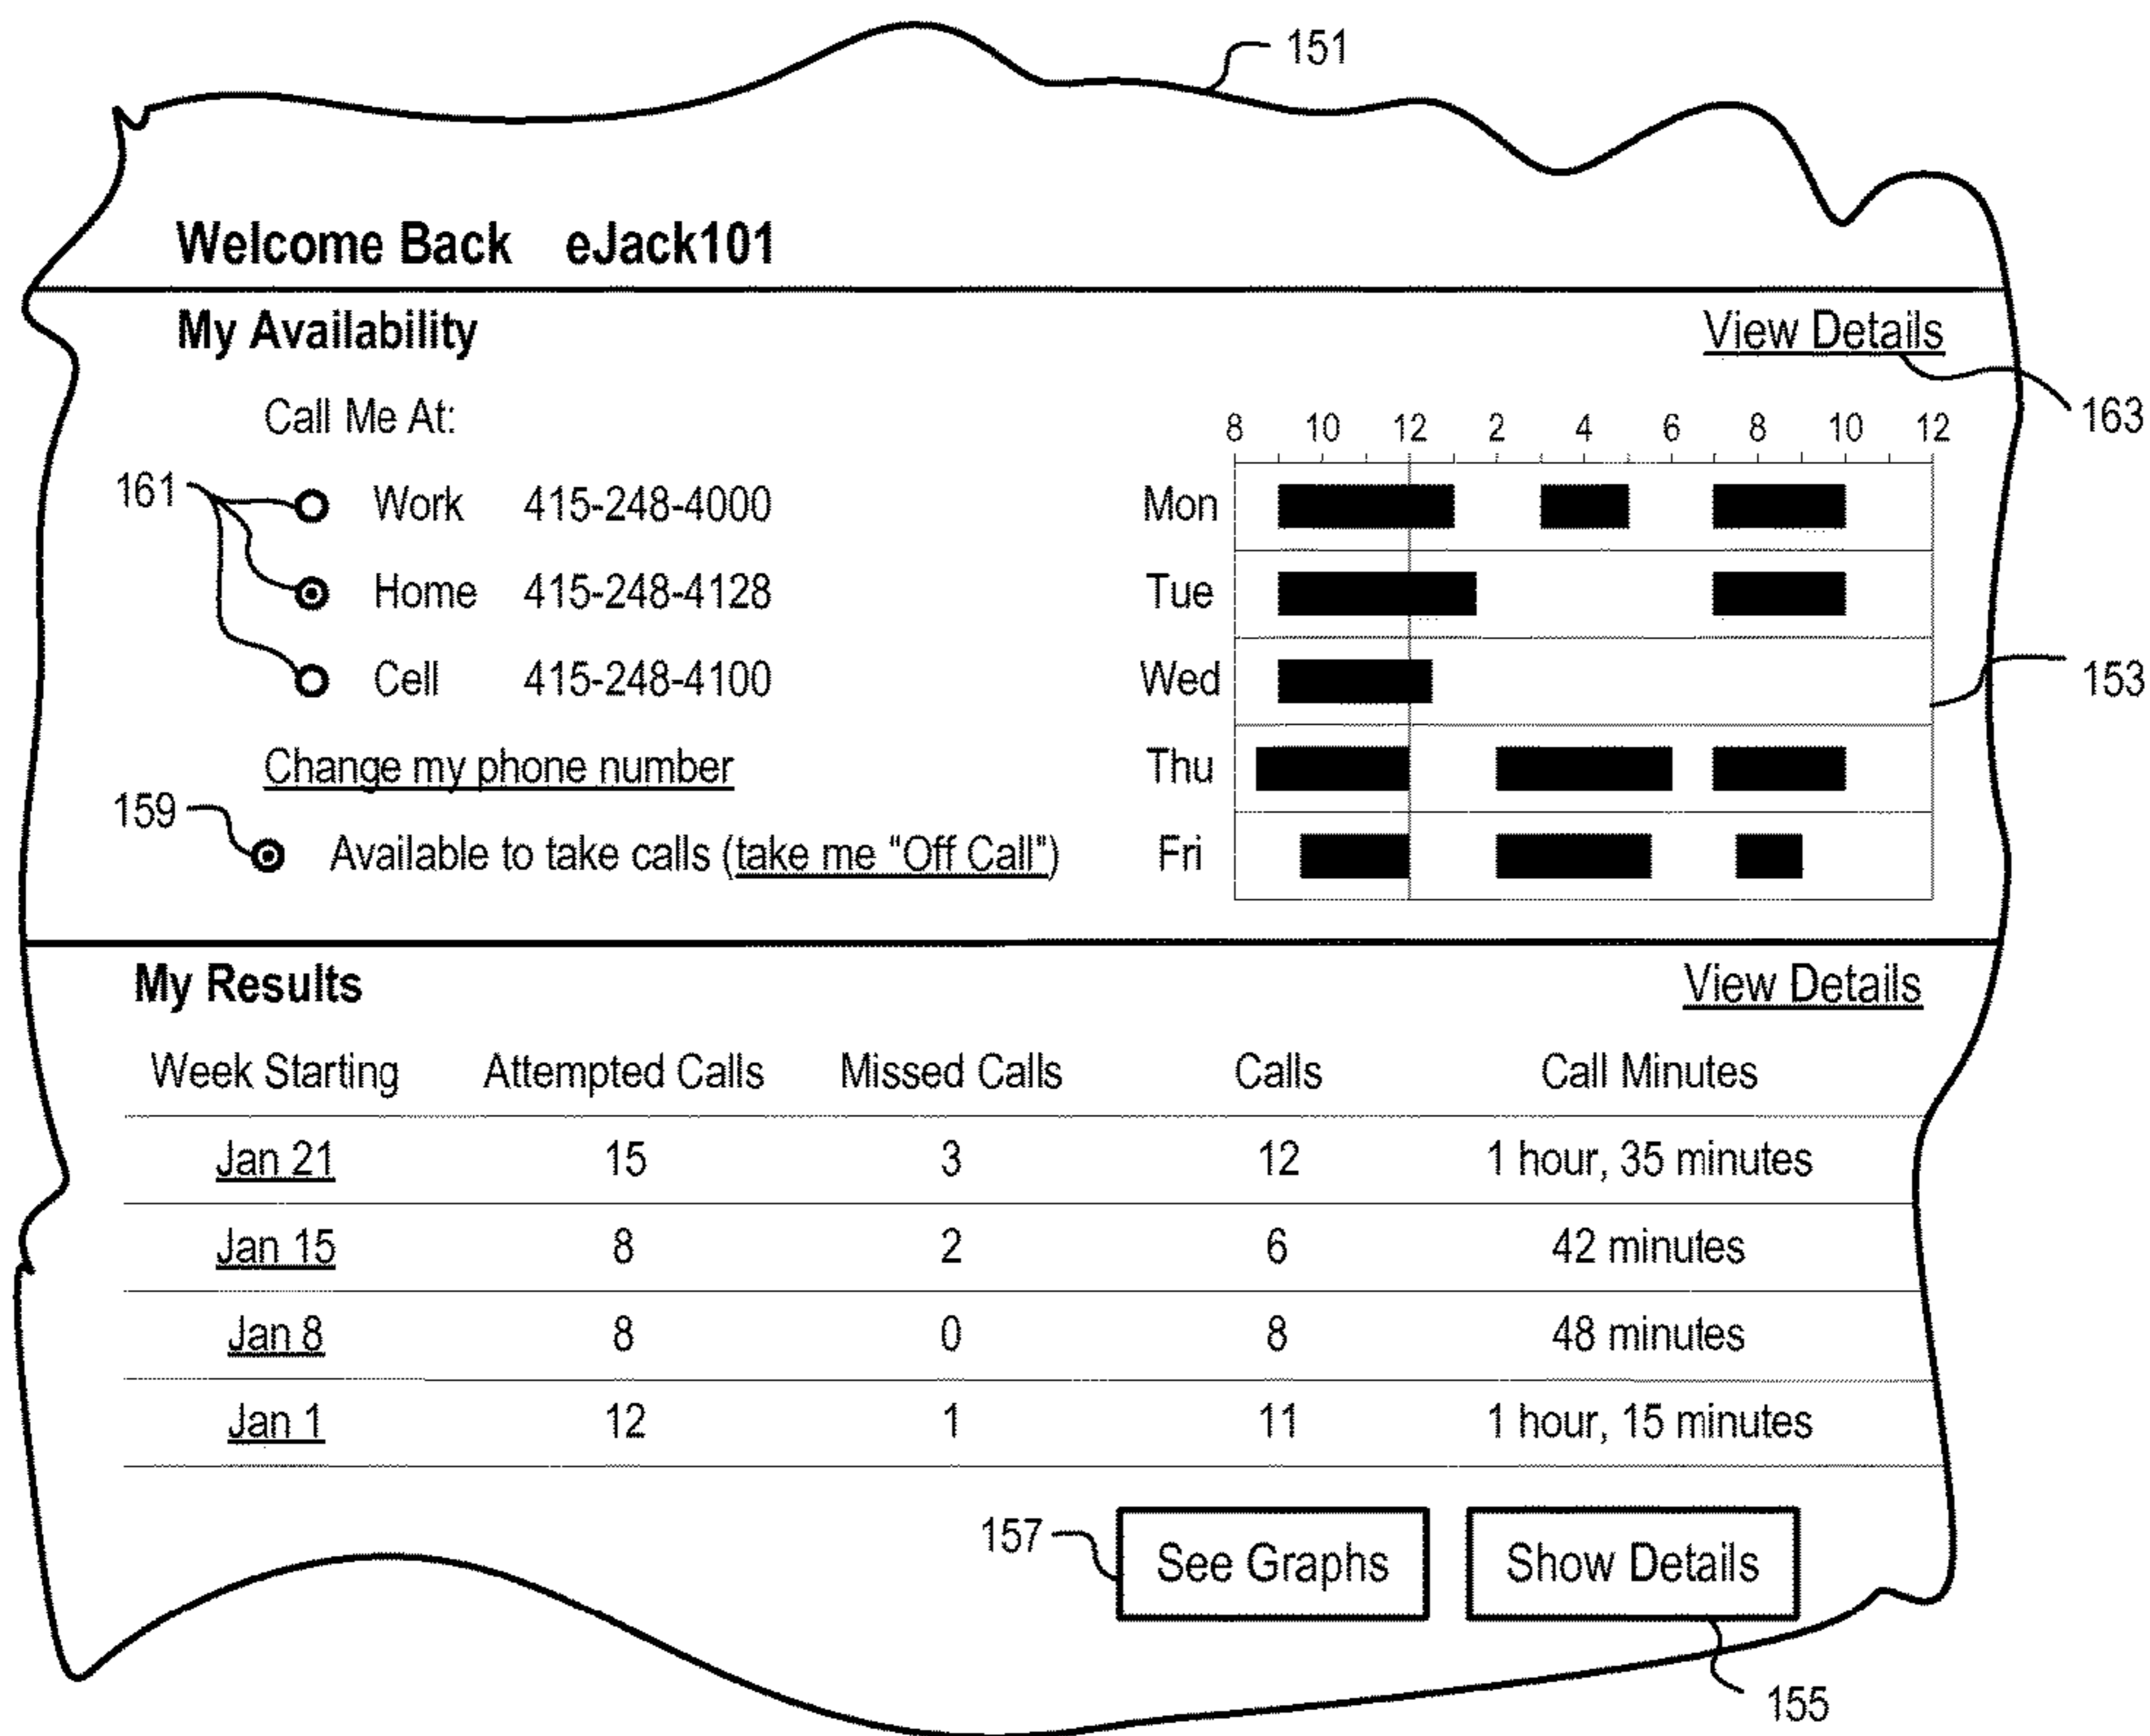 151
Welcome Back eJack101
My Availability View Details
163
Call Me At:
8 10 12 2 4 6 8 10 12
161
Work 415-248-4000 Mon
Home 415-248-4128 Tue
Cell 415-248-4100 Wed
153
Change my phone number Thu
159
Available to take calls (take me "Off Call") Fri
My Results View Details
Week Starting Attempted Calls Missed Calls Calls Call Minutes
Jan 21 15 3 12 1 hour, 35 minutes
Jan 15 8 2 6 42 minutes
Jan 8 8 0 8 48 minutes
Jan 1 12 1 11 1 hour, 15 minutes
157
See Graphs Show Details
155